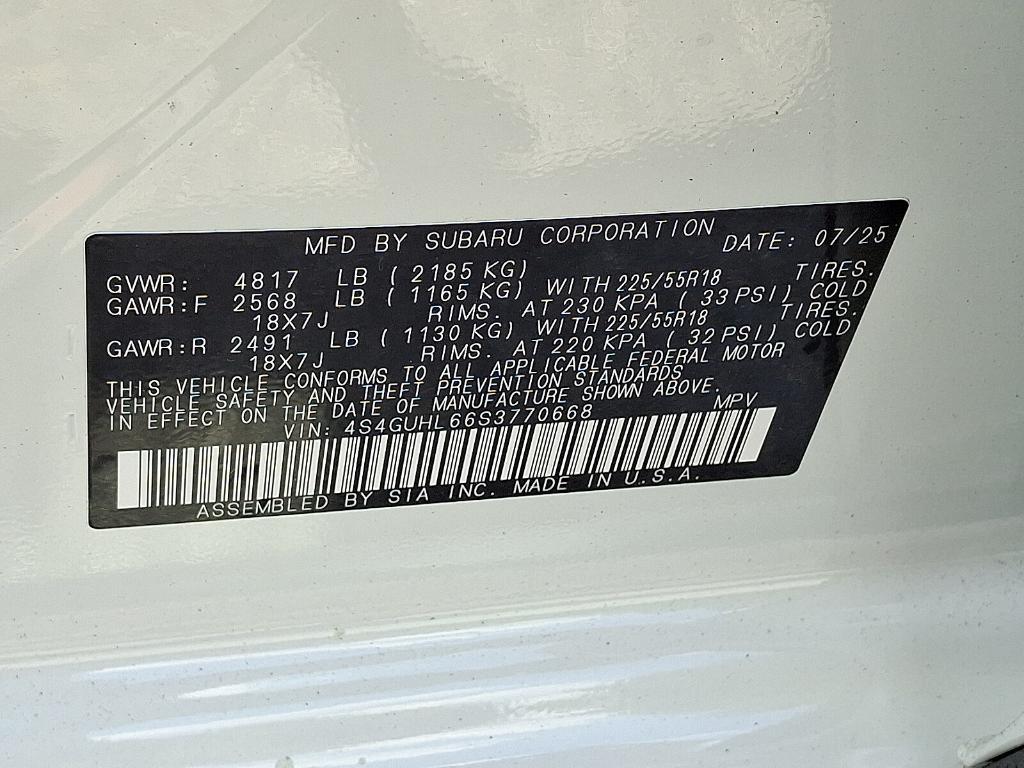 MFD BY SUBARU CORPORATION DATE: 07/25
GVWR: 4817 LB (2185 KG)
GAWR:F 2568 LB (1165 KG) WITH 225/55R18 TIRES.
18X7J RIMS. AT 230 KPA (33 PSI) COLD
GAWR:R 2491 LB (1130 KG) WITH 225/55R18 TIRES.
18X7J RIMS. AT 220 KPA (32 PSI) COLD
THIS VEHICLE CONFORMS TO ALL APPLICABLE FEDERAL MOTOR
VEHICLE SAFETY AND THEFT PREVENTION STANDARDS
IN EFFECT ON THE DATE OF MANUFACTURE SHOWN ABOVE.
VIN: 4S4GUHL66S3770668 MPV
ASSEMBLED BY SIA INC. MADE IN U.S.A.